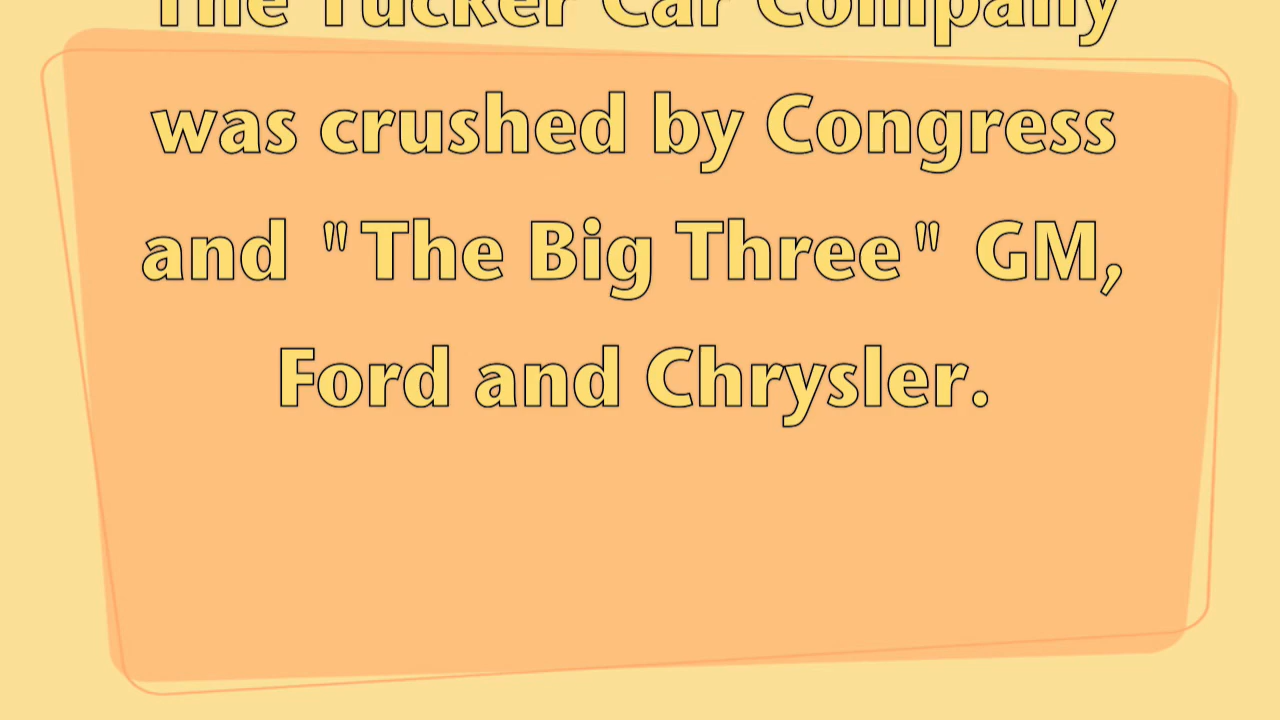 The Tucker Car Company
was crushed by Congress
and "The Big Three" GM,
Ford and Chrysler.